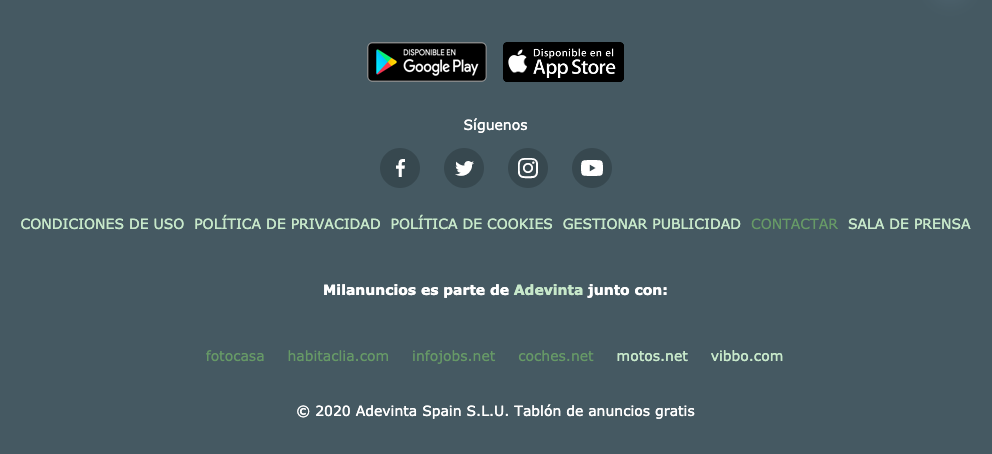 DISPONIBLE EN
Google Play
Disponible en el
App Store
Síguenos
CONDICIONES DE USO POLÍTICA DE PRIVACIDAD POLÍTICA DE COOKIES GESTIONAR PUBLICIDAD CONTACTAR SALA DE PRENSA
Milanuncios es parte de Adevinta junto con:
fotocasa habitaclia.com infojobs.net coches.net motos.net vibbo.com
© 2020 Adevinta Spain S.L.U. Tablón de anuncios gratis